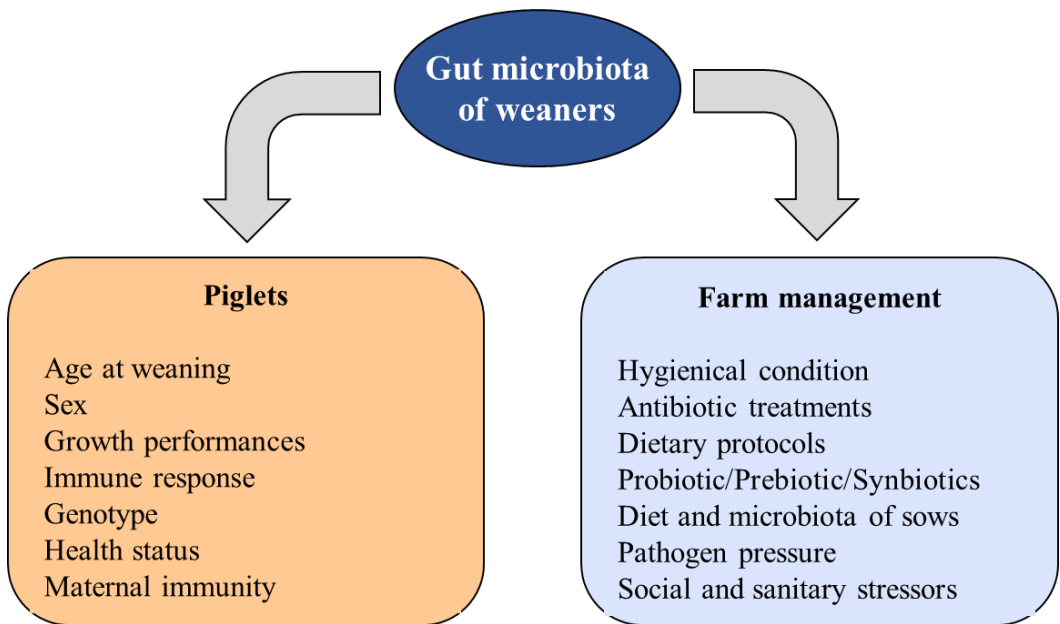 Gut microbiota
of weaners
Piglets
Age at weaning
Sex
Growth performances
Immune response
Genotype
Health status
Maternal immunity
Farm management
Hygienical condition
Antibiotic treatments
Dietary protocols
Probiotic/Prebiotic/Synbiotics
Diet and microbiota of sows
Pathogen pressure
Social and sanitary stressors